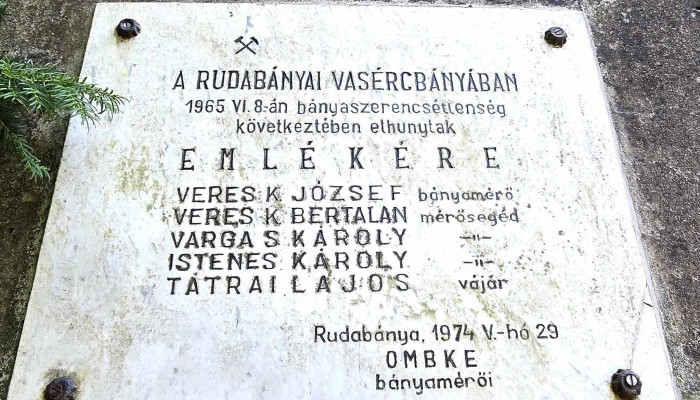 A RUDABÁNYAI VASÉRCBÁNYÁBAN
1965 VI. 8-án bányaszerencsétlenség
következtében elhunytak
EMLÉKÉRE
VERES K. JÓZSEF bányamérő
VERES K. BERTALAN mérősegéd
VARGA S. KÁROLY -"-
ISTENES KÁROLY -"-
TÁTRAI LAJOS vájár
Rudabánya, 1974 V.-hó 29
OMBKE
bányamérői